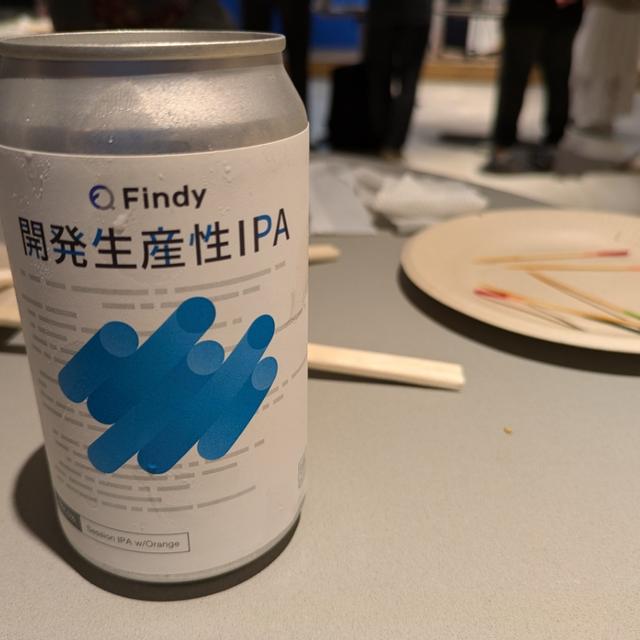 Findy
開発生産性IPA
Session IPA w/Orange